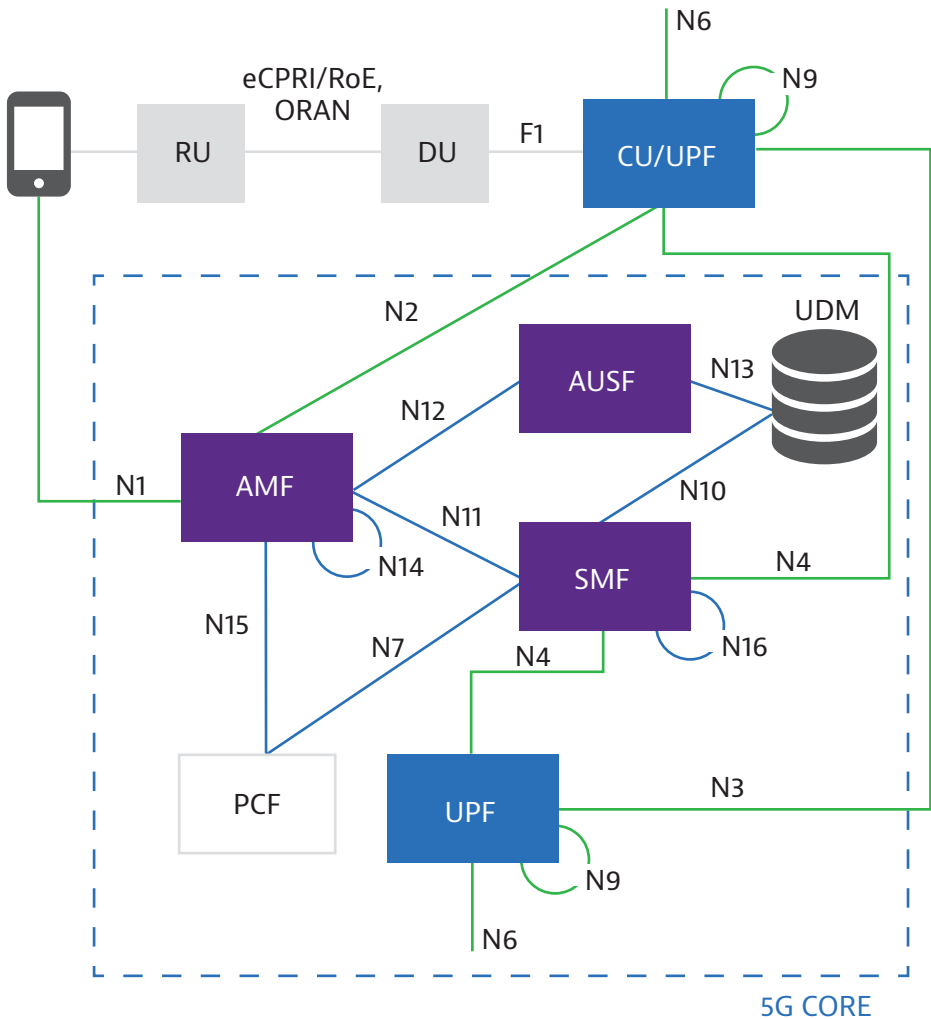 N6
N9
eCPRI/RoE,
ORAN
RU
DU
F1
CU/UPF
N2
UDM
AUSF
N13
N12
AMF
N1
N11
N10
N14
SMF
N4
N15
N7
N16
N4
PCF
UPF
N3
N9
N6
5G CORE